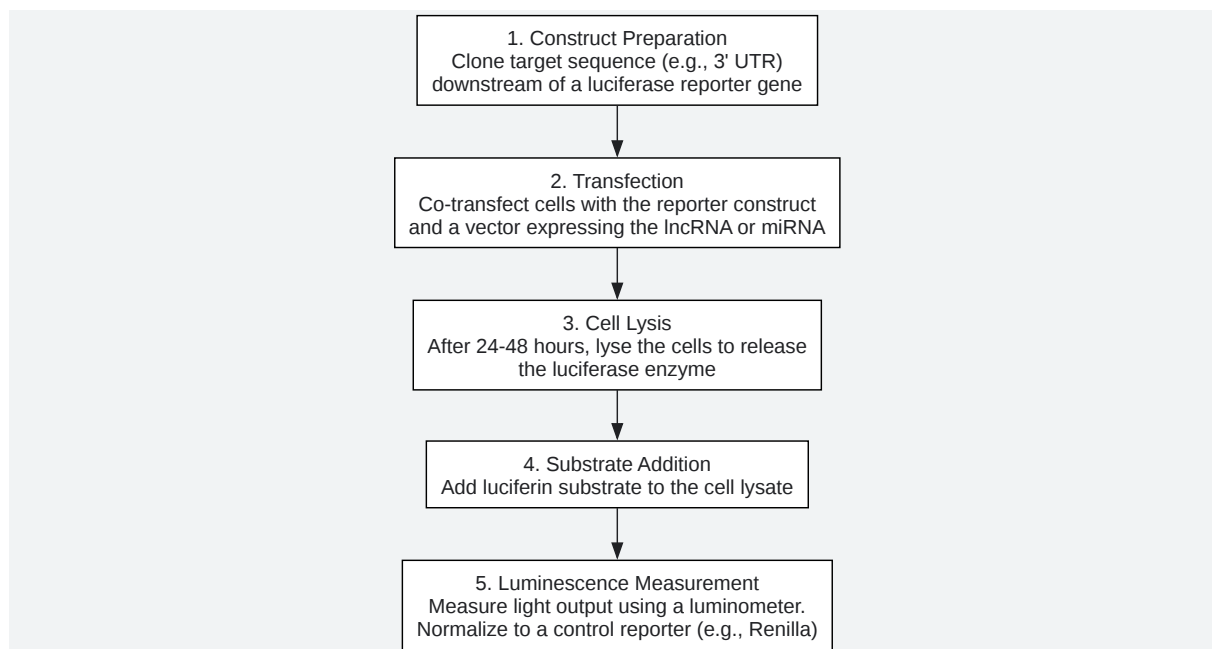 1. Construct Preparation
Clone target sequence (e.g., 3' UTR)
downstream of a luciferase reporter gene
2. Transfection
Co-transfect cells with the reporter construct
and a vector expressing the lncRNA or miRNA
3. Cell Lysis
After 24-48 hours, lyse the cells to release
the luciferase enzyme
4. Substrate Addition
Add luciferin substrate to the cell lysate
5. Luminescence Measurement
Measure light output using a luminometer.
Normalize to a control reporter (e.g., Renilla)